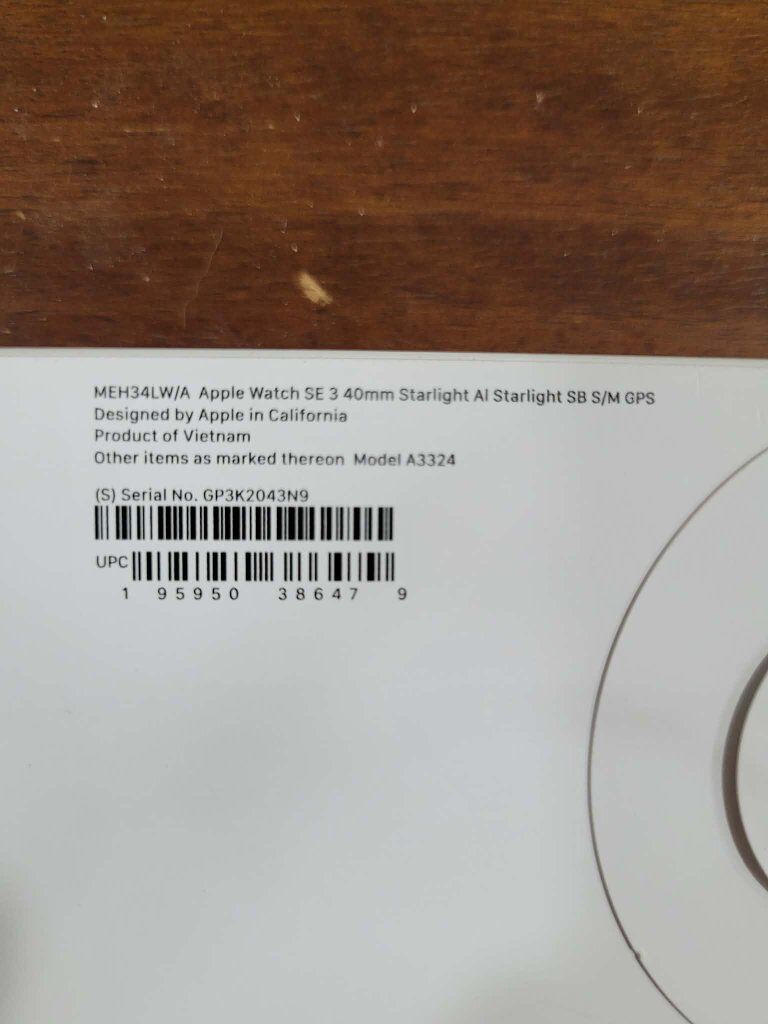 MEH34LW/A Apple Watch SE 3 40mm Starlight Al Starlight SB S/M GPS
Designed by Apple in California
Product of Vietnam
Other items as marked thereon Model A3324
(S) Serial No. GP3K2043N9
UPC
1 95950 38647 9